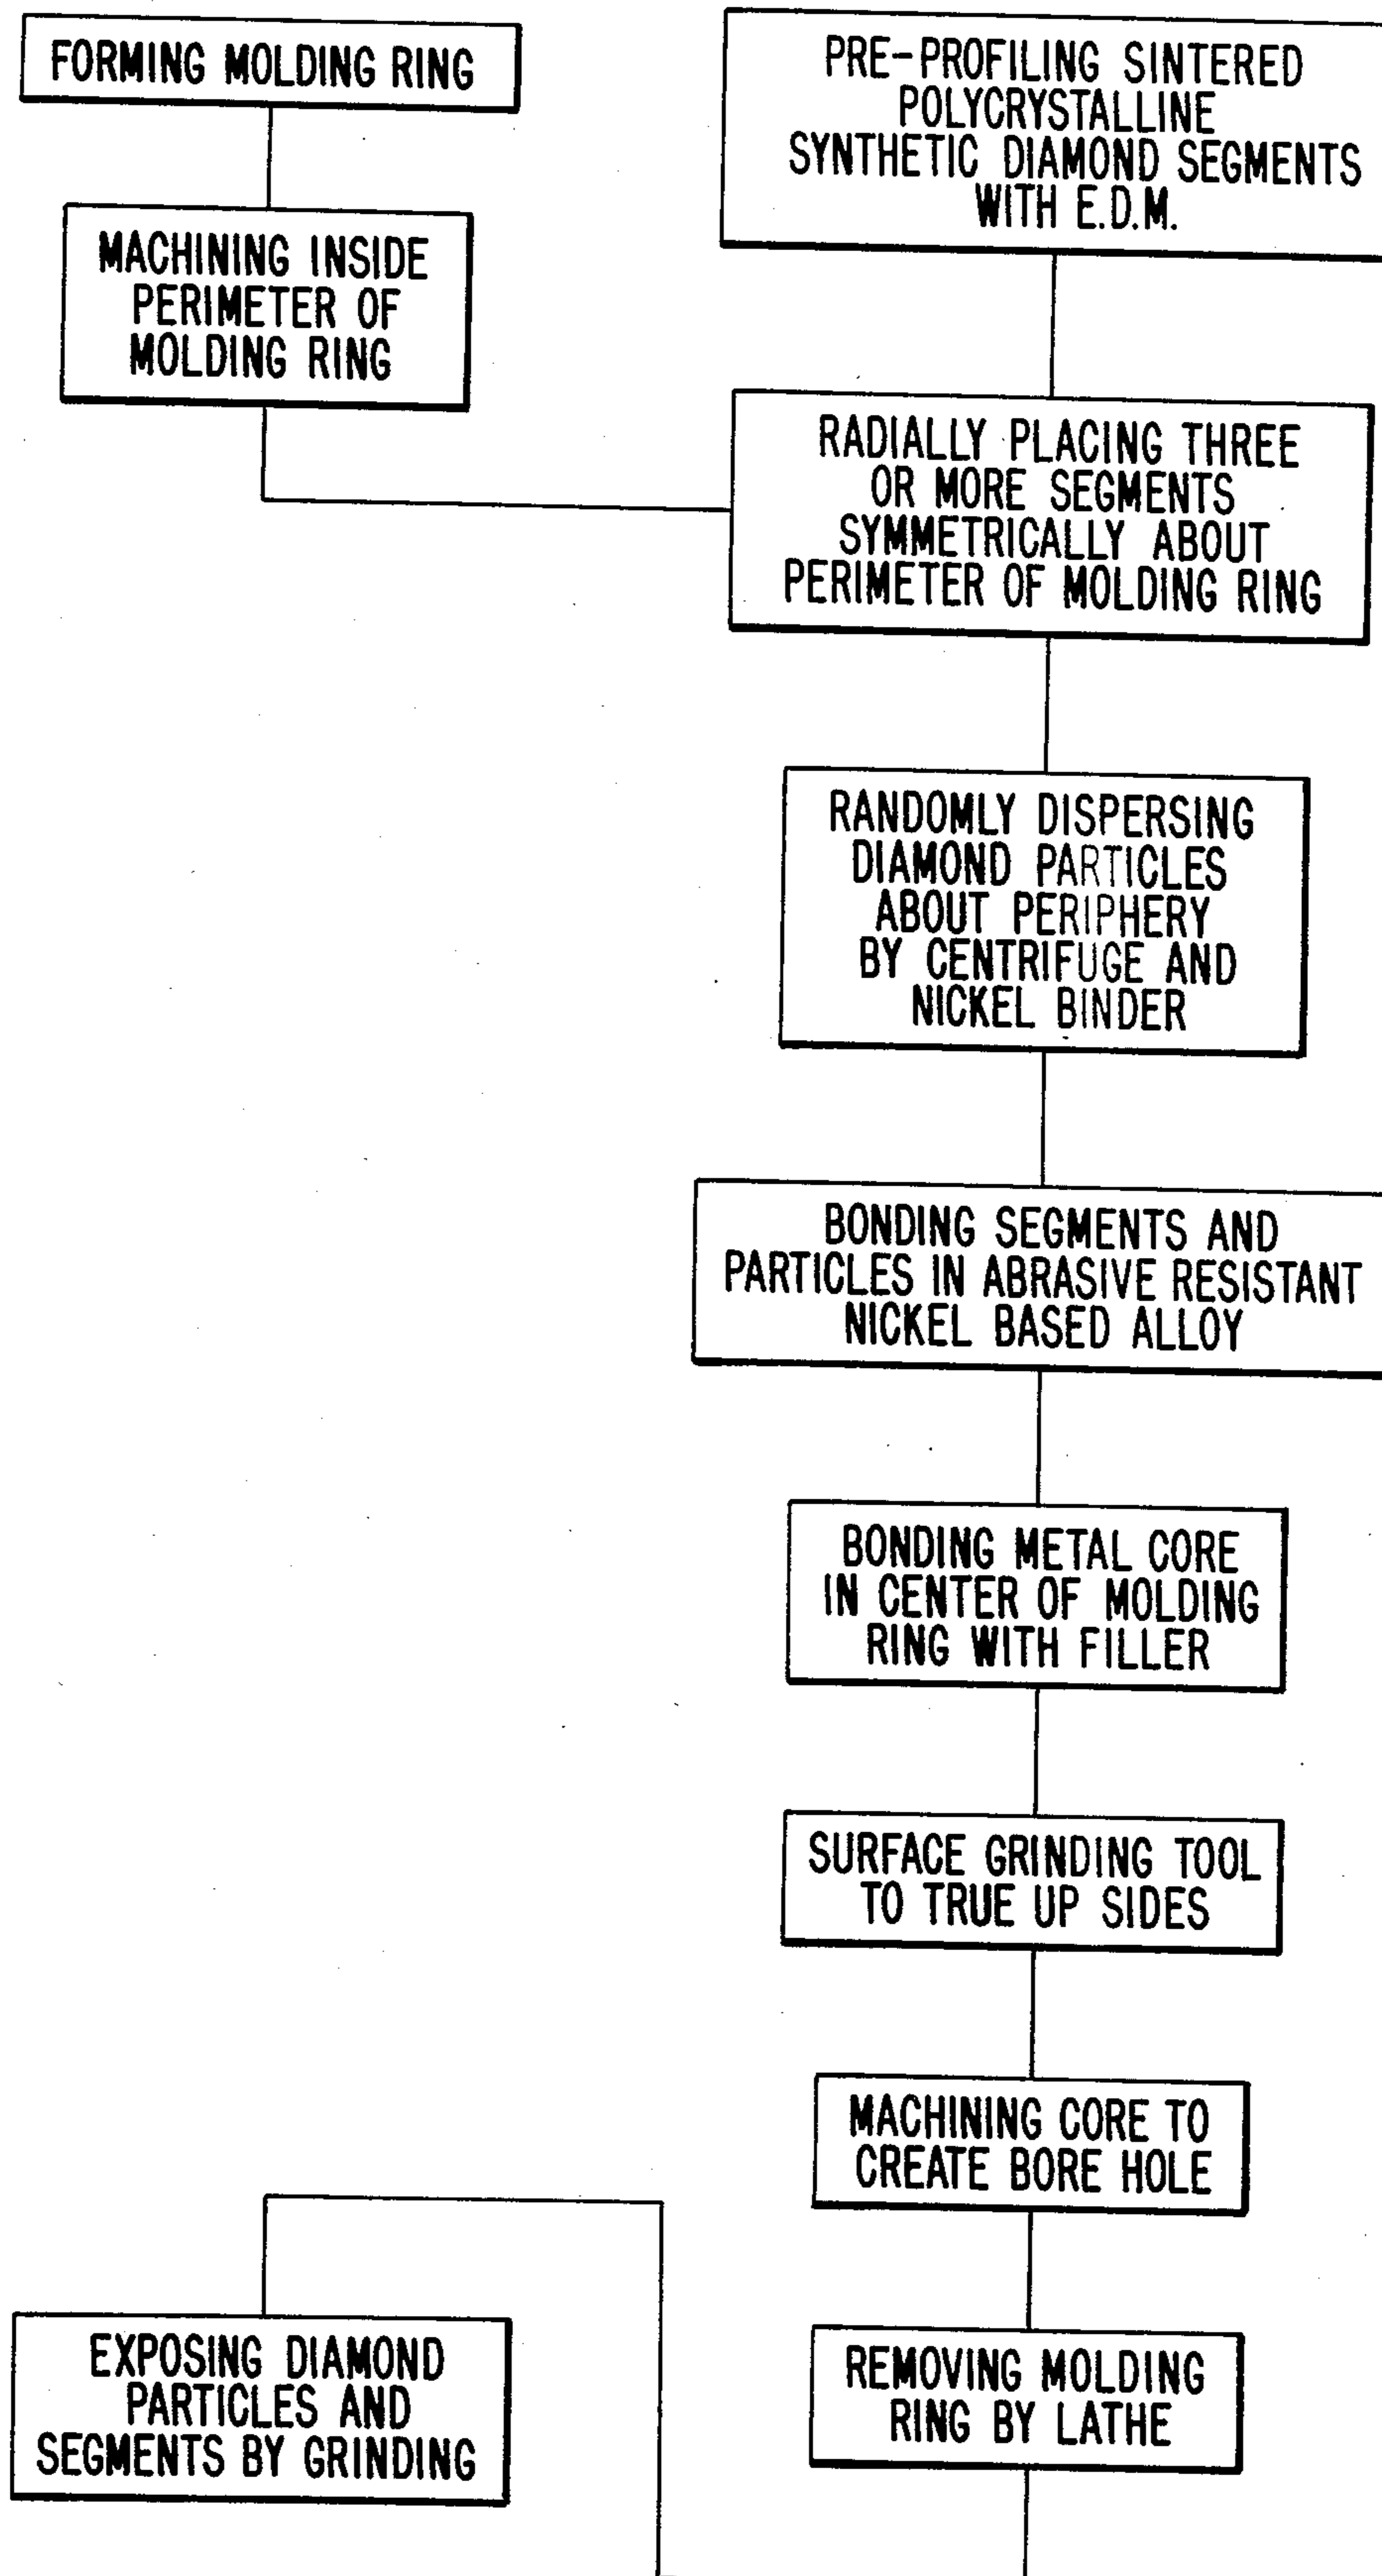 FORMING MOLDING RING
MACHINING INSIDE
PERIMETER OF
MOLDING RING
PRE-PROFILING SINTERED
POLYCRYSTALLINE
SYNTHETIC DIAMOND SEGMENTS
WITH E.D.M.
RADIALLY PLACING THREE
OR MORE SEGMENTS
SYMMETRICALLY ABOUT
PERIMETER OF MOLDING RING
RANDOMLY DISPERSING
DIAMOND PARTICLES
ABOUT PERIPHERY
BY CENTRIFUGE AND
NICKEL BINDER
BONDING SEGMENTS AND
PARTICLES IN ABRASIVE RESISTANT
NICKEL BASED ALLOY
BONDING METAL CORE
IN CENTER OF MOLDING
RING WITH FILLER
SURFACE GRINDING TOOL
TO TRUE UP SIDES
MACHINING CORE TO
CREATE BORE HOLE
REMOVING MOLDING
RING BY LATHE
EXPOSING DIAMOND
PARTICLES AND
SEGMENTS BY GRINDING